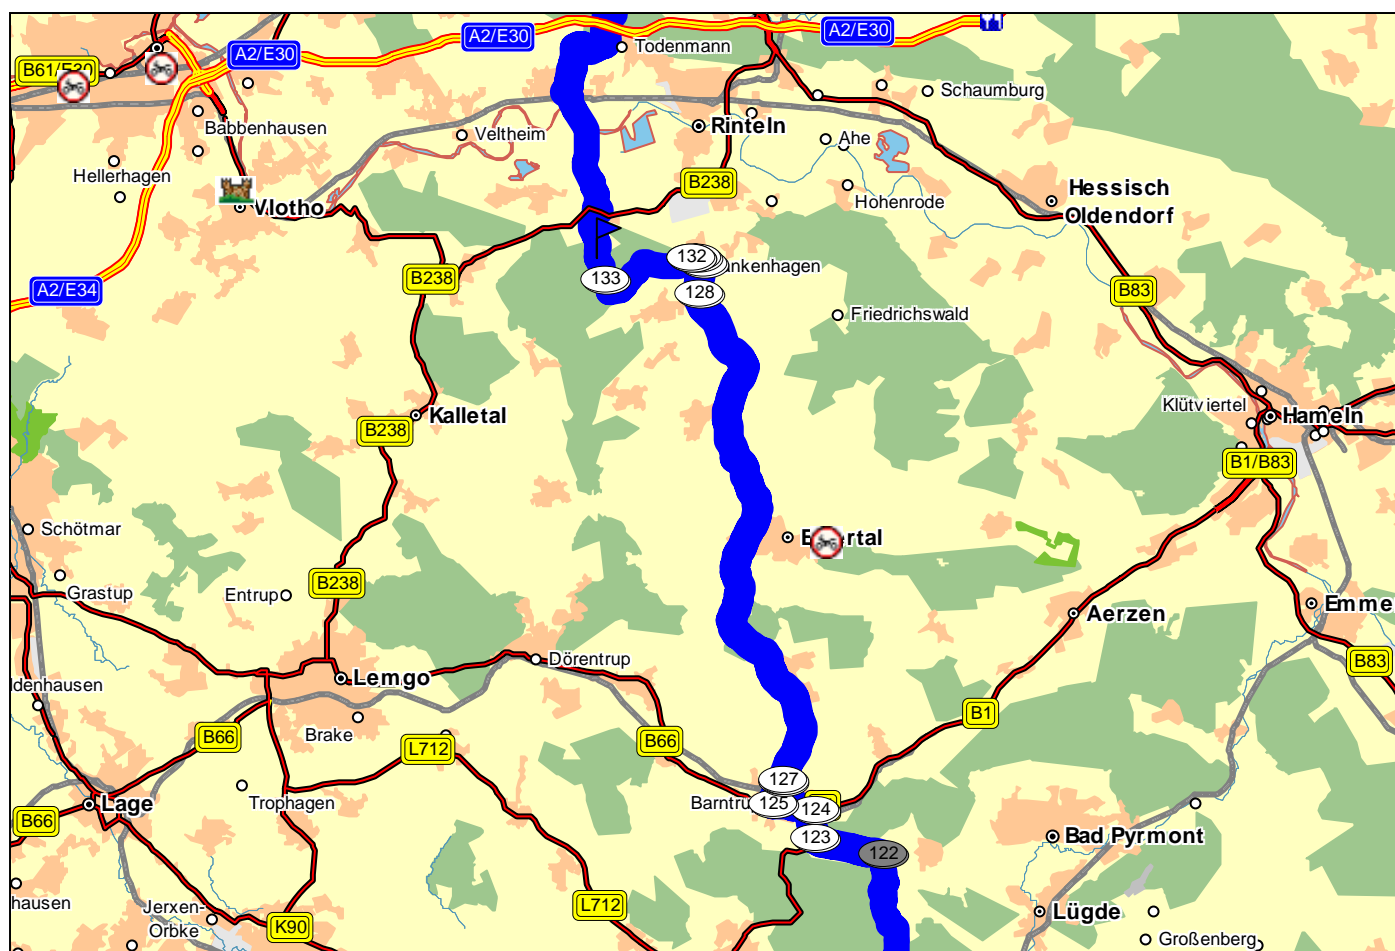 A2/E30
A2/E30
A2/E30
Todenmann
B61/E30
Schaumburg
Babbenhausen
Veltheim
Rinteln
Ahe
Hellerhagen
B238
Hessisch
Oldendorf
Vlotho
Hohenrode
132
ankenhagen
B238
133
128
A2/E34
B83
Friedrichswald
Klütviertel
Hameln
Kalletal
B238
B1/B83
Schötmar
B238
Grastup
Entrup
Aerzen
Emme
Dörentrup
B83
Lemgo
ldenhausen
B1
B66
Brake
B66
L712
127
Lage
Trophagen
Barntru
125
124
B66
123
Bad Pyrmont
122
hausen
Jerxen-
Orbke
L712
Lügde
K90
Großenberg